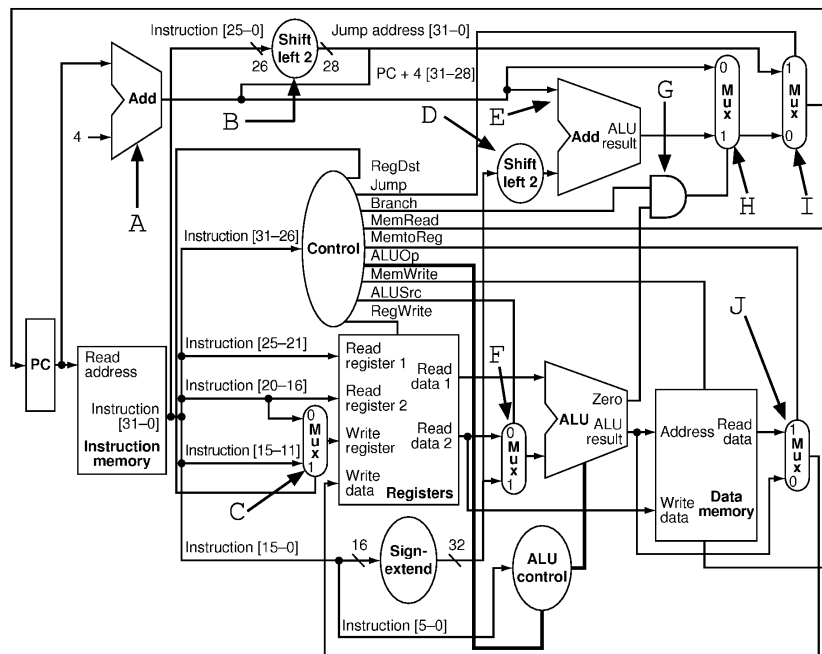 Instruction [25–0]
Shift
left 2
Jump address [31–0]
26
28
PC + 4 [31–28]
Add
4
A
B
D
E
G
Shift
left 2
Add
ALU
result
0
M
u
x
1
1
M
u
x
0
H
I
RegDst
Jump
Branch
MemRead
MemtoReg
ALUOp
MemWrite
ALUSrc
RegWrite
Control
Instruction [31–26]
PC
Read
address
Instruction
[31–0]
Instruction
memory
Instruction [25–21]
Instruction [20–16]
Instruction [15–11]
0
M
u
x
1
C
Read
register 1
Read
register 2
Write
register
Write
data
Read
data 1
Read
data 2
Registers
F
0
M
u
x
1
Zero
ALU
ALU
result
Address
Read
data
Write
data
Data
memory
J
1
M
u
x
0
Instruction [15–0]
16
Sign-
extend
32
ALU
control
Instruction [5–0]